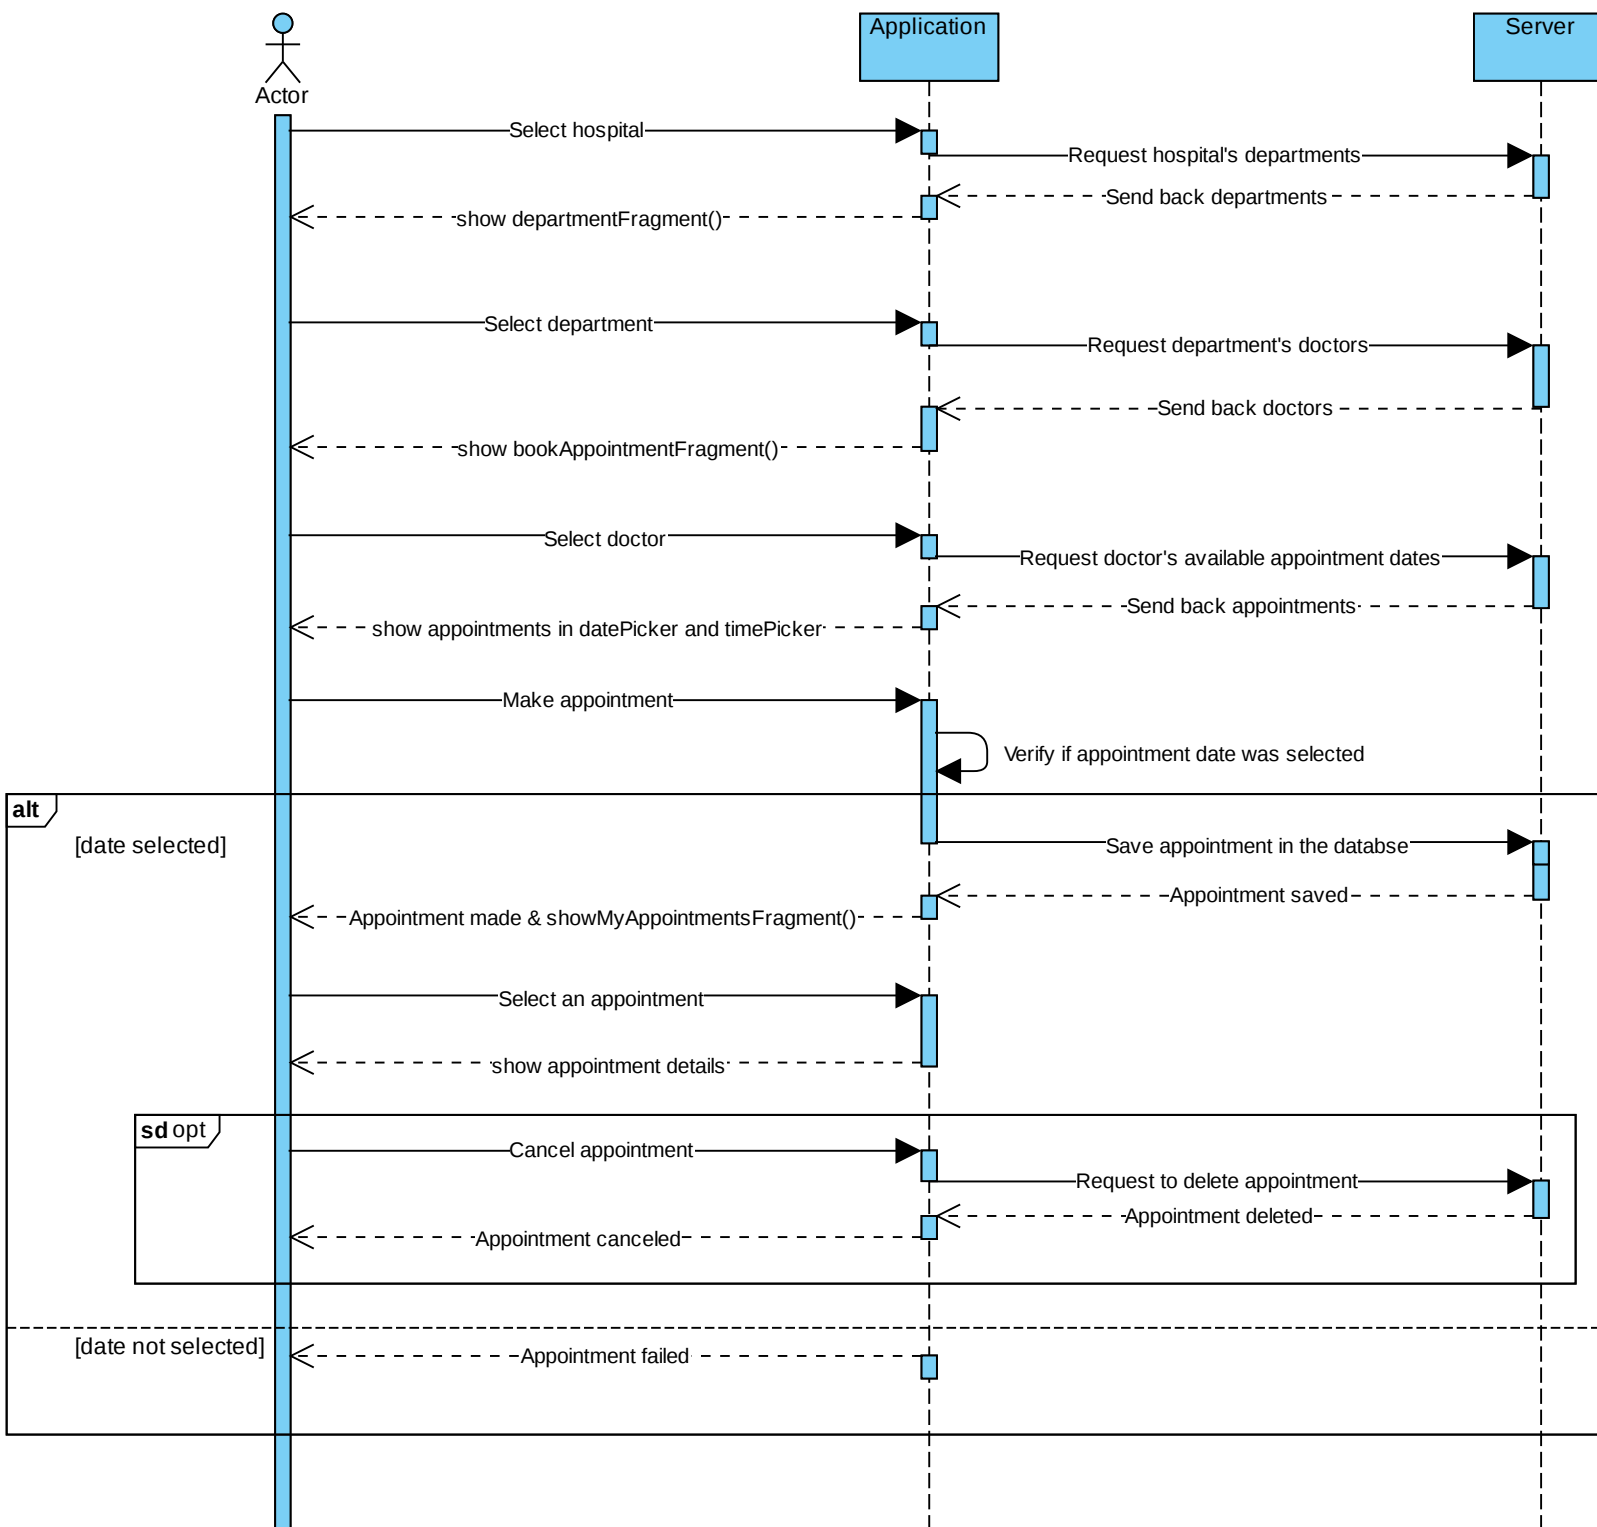 Actor
Application
Server
Select hospital
Request hospital's departments
Send back departments
show departmentFragment()
Select department
Request department's doctors
Send back doctors
show bookAppointmentFragment()
Select doctor
Request doctor's available appointment dates
Send back appointments
show appointments in datePicker and timePicker
Make appointment
Verify if appointment date was selected
alt
[date selected]
Save appointment in the databse
Appointment saved
Appointment made & showMyAppointmentsFragment()
Select an appointment
show appointment details
sd opt
Cancel appointment
Request to delete appointment
Appointment deleted
Appointment canceled
[date not selected]
Appointment failed